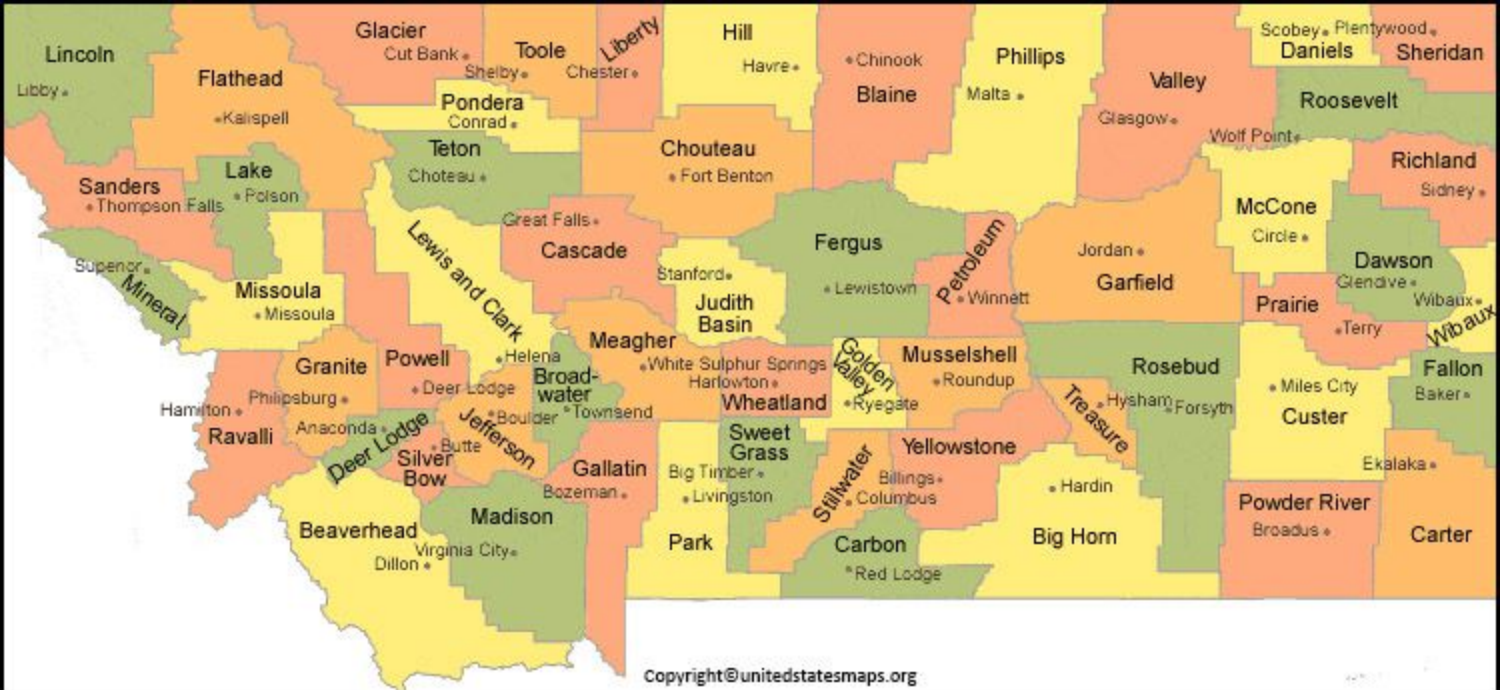 Lincoln
Libby
Flathead
Kalispell
Glacier
Cut Bank
Toole
Shelby
Liberty
Chester
Hill
Havre
Chinook
Blaine
Phillips
Malta
Valley
Glasgow
Scobey
Daniels
Plentywood
Sheridan
Roosevelt
Wolf Point
Pondera
Conrad
Teton
Choteau
Chouteau
Fort Benton
Sanders
Thompson Falls
Lake
Polson
Richland
Sidney
McCone
Circle
Great Falls
Cascade
Lewis and Clark
Helena
Fergus
Lewistown
Petroleum
Winnett
Jordan
Garfield
Dawson
Glendive
Wibaux
Wibaux
Superior
Mineral
Missoula
Missoula
Stanford
Judith
Basin
Prairie
Terry
Meagher
White Sulphur Springs
Harlowton
Wheatland
Golden
Valley
Ryegate
Musselshell
Roundup
Rosebud
Forsyth
Treasure
Hysham
Miles City
Custer
Fallon
Baker
Granite
Philipsburg
Powell
Deer Lodge
Broad-
water
Townsend
Hamilton
Ravalli
Anaconda
Deer Lodge
Boulder
Jefferson
Butte
Silver
Bow
Gallatin
Bozeman
Sweet
Grass
Big Timber
Livingston
Park
Stillwater
Columbus
Yellowstone
Billings
Hardin
Big Horn
Ekalaka
Carter
Powder River
Broadus
Beaverhead
Dillon
Madison
Virginia City
Carbon
Red Lodge
Copyright©unitedstatesmaps.org